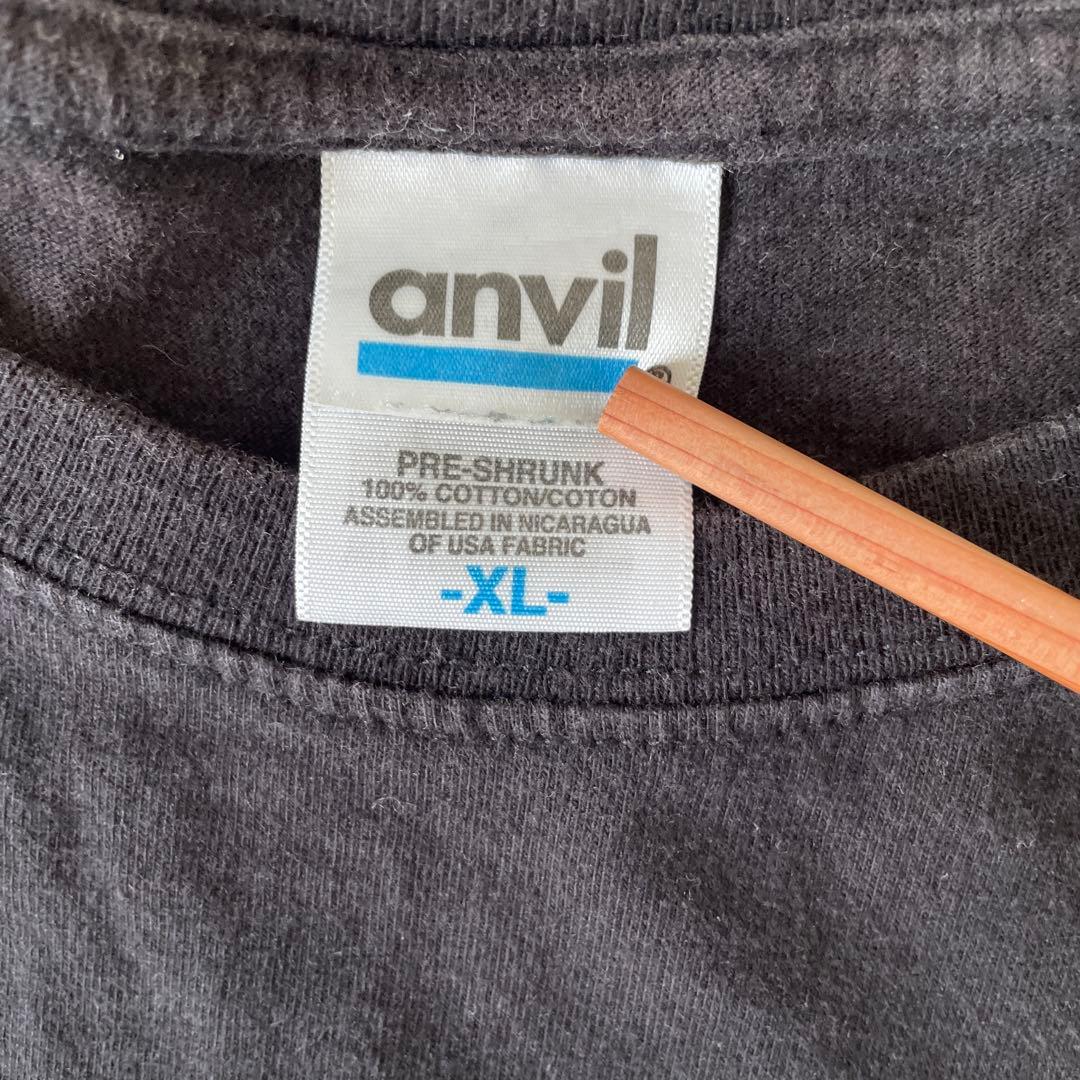 anvil®
PRE-SHRUNK
100% COTTON/COTON
ASSEMBLED IN NICARAGUA
OF USA FABRIC
-XL-